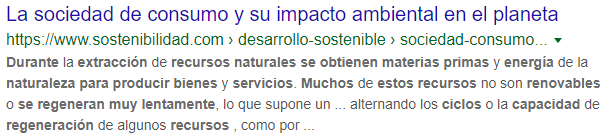 La sociedad de consumo y su impacto ambiental en el planeta
https://www.sostenibilidad.com › desarrollo-sostenible › sociedad-consumo...
Durante la extracción de recursos naturales se obtienen materias primas y energía de la
naturaleza para producir bienes y servicios. Muchos de estos recursos no son renovables
o se regeneran muy lentamente, lo que supone un ... alternando los ciclos o la capacidad de
regeneración de algunos recursos , como por ...